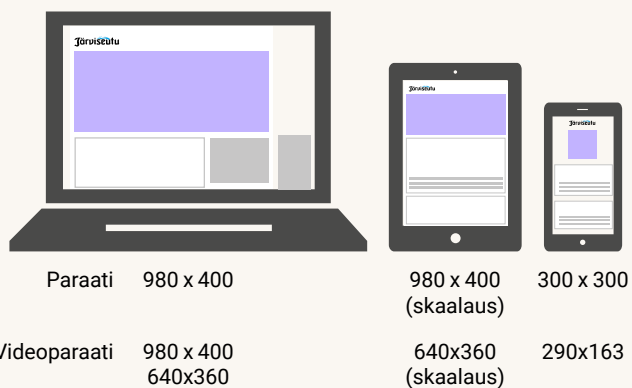 Järviseutu
Järviseutu
Järviseutu
Paraati 980 x 400 980 x 400 300 x 300
(skaalaus)
Videoparaati 980 x 400 640x360 290x163
640x360 (skaalaus)